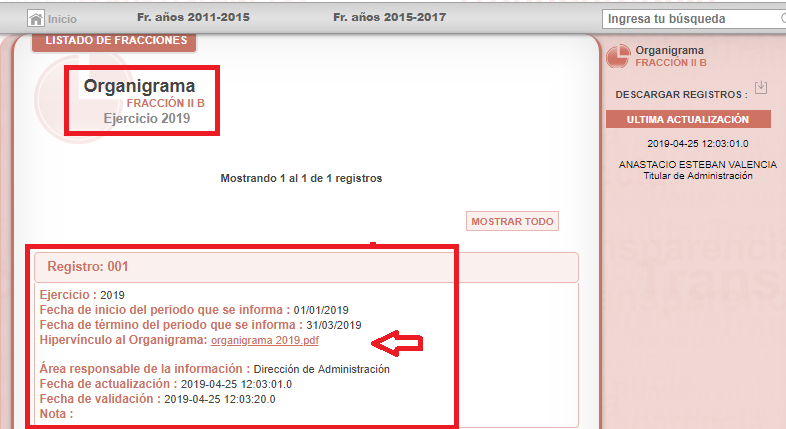 Inicio
Fr. años 2011-2015
Fr. años 2015-2017
Ingresa tu búsqueda
LISTADO DE FRACCIONES
Organigrama
FRACCIÓN II B
Ejercicio 2019
Mostrando 1 al 1 de 1 registros
MOSTRAR TODO
Registro: 001
Ejercicio : 2019
Fecha de inicio del periodo que se informa : 01/01/2019
Fecha de término del periodo que se informa : 31/03/2019
Hipervínculo al Organigrama: organigrama 2019.pdf
Área responsable de la información : Dirección de Administración
Fecha de actualización : 2019-04-25 12:03:01.0
Fecha de validación : 2019-04-25 12:03:20.0
Nota :
Organigrama
FRACCIÓN II B
DESCARGAR REGISTROS :
ULTIMA ACTUALIZACIÓN
2019-04-25 12:03:01.0
ANASTACIO ESTEBAN VALENCIA
Titular de Administración